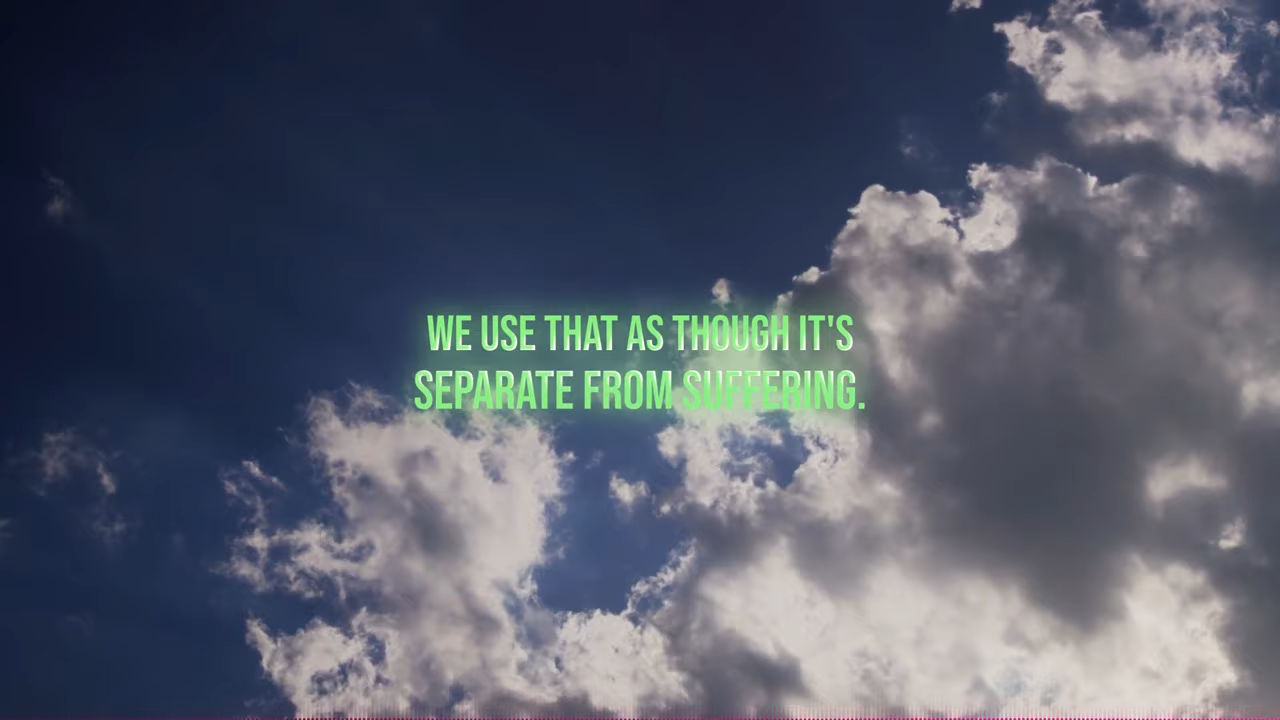 WE USE THAT AS THOUGH IT'S
SEPARATE FROM SUFFERING.